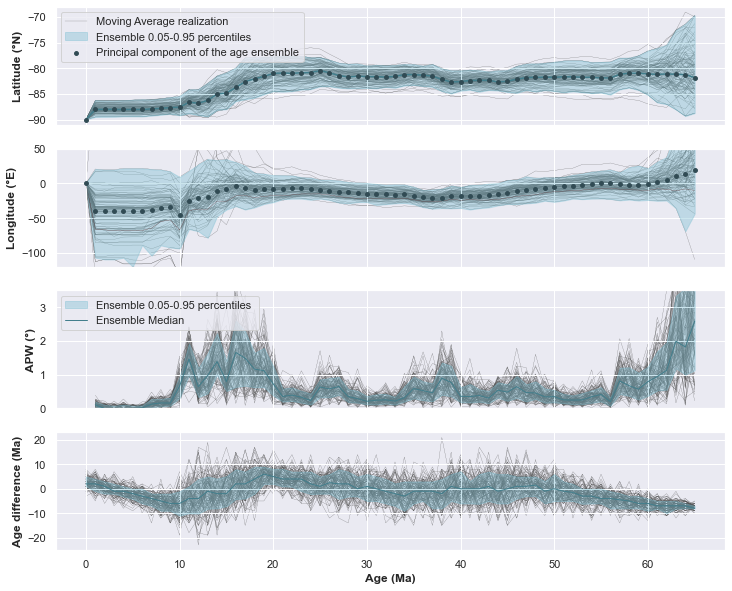 Latitude (°N)
−70
−75
−80
−85
−90
Moving Average realization
Ensemble 0.05-0.95 percentiles
Principal component of the age ensemble
Longitude (°E)
50
0
−50
−100
APW (°)
3
2
1
0
Ensemble 0.05-0.95 percentiles
Ensemble Median
Age difference (Ma)
20
10
0
−10
−20
0 10 20 30 40 50 60
Age (Ma)